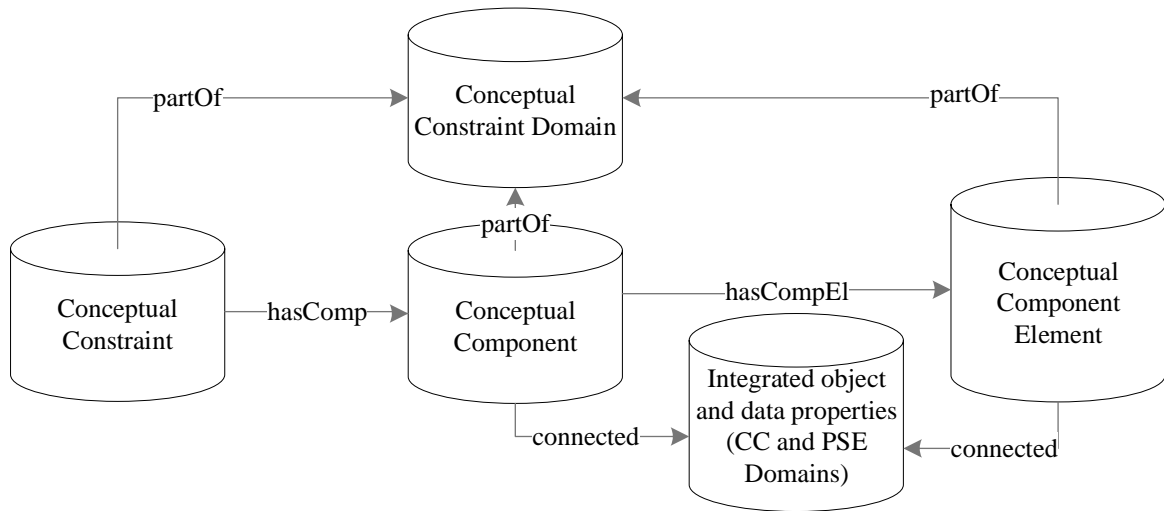 Conceptual
Constraint Domain
partOf
partOf
partOf
Conceptual
Constraint
hasComp
Conceptual
Component
hasCompEl
Conceptual
Component
Element
Integrated object
and data properties
(CC and PSE
Domains)
connected
connected